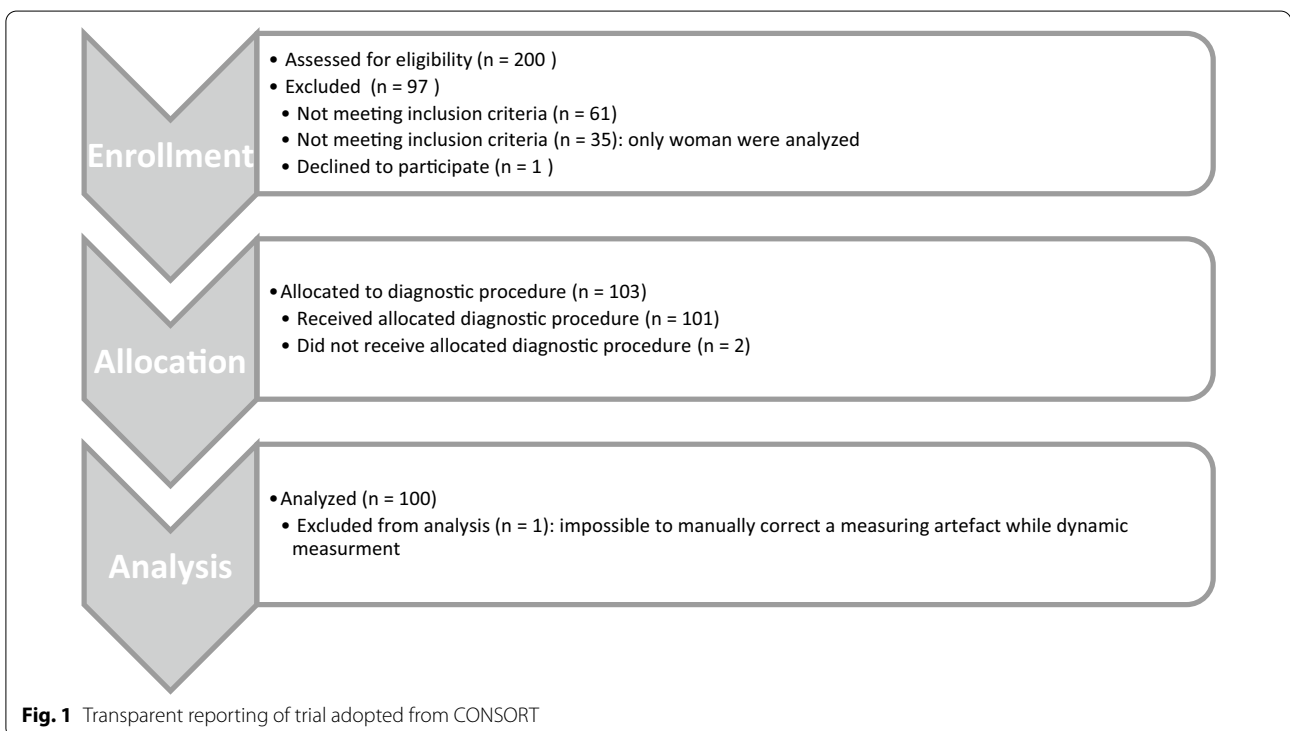 Enrollment
• Assessed for eligibility (n = 200 )
• Excluded (n = 97 )
• Not meeting inclusion criteria (n = 61)
• Not meeting inclusion criteria (n = 35): only woman were analyzed
• Declined to participate (n = 1 )
Allocation
•Allocated to diagnostic procedure (n = 103)
• Received allocated diagnostic procedure (n = 101)
• Did not receive allocated diagnostic procedure (n = 2)
Analysis
•Analyzed (n = 100)
• Excluded from analysis (n = 1): impossible to manually correct a measuring artefact while dynamic
measurment
Fig. 1 Transparent reporting of trial adopted from CONSORT